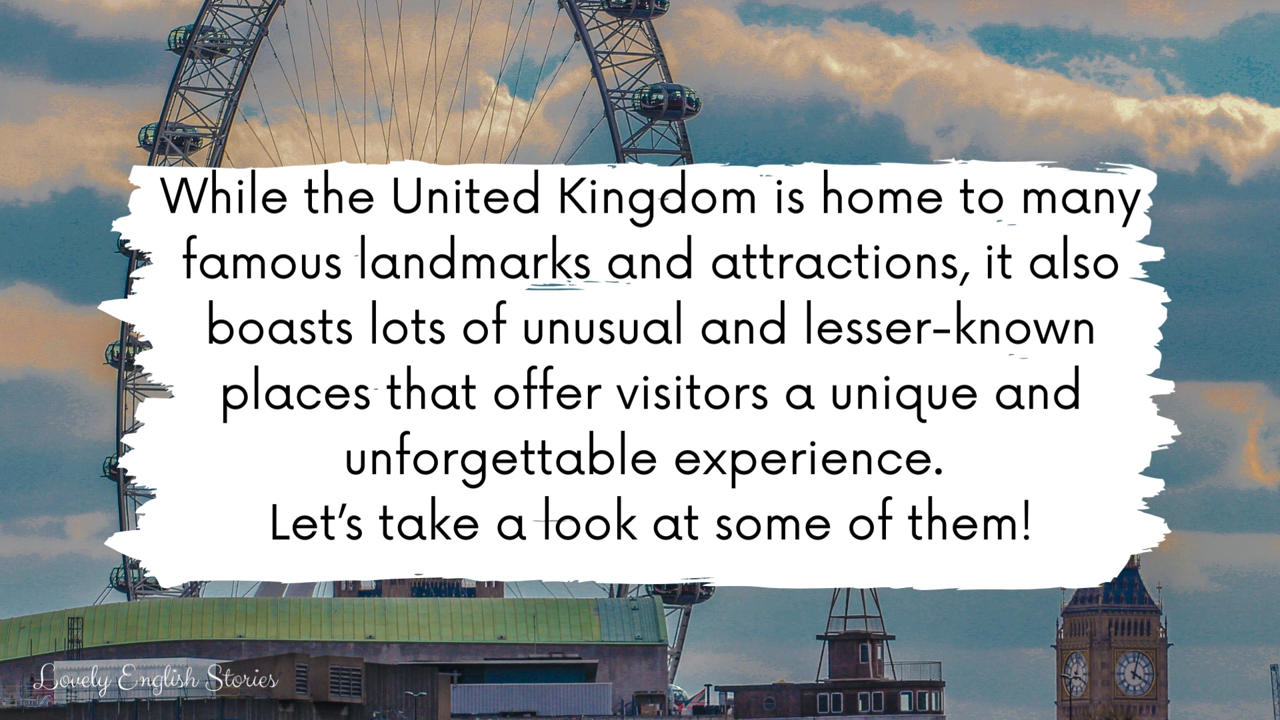 While the United Kingdom is home to many
famous landmarks and attractions, it also
boasts lots of unusual and lesser-known
places that offer visitors a unique and
unforgettable experience.
Let's take a look at some of them!
Lovely English Stories